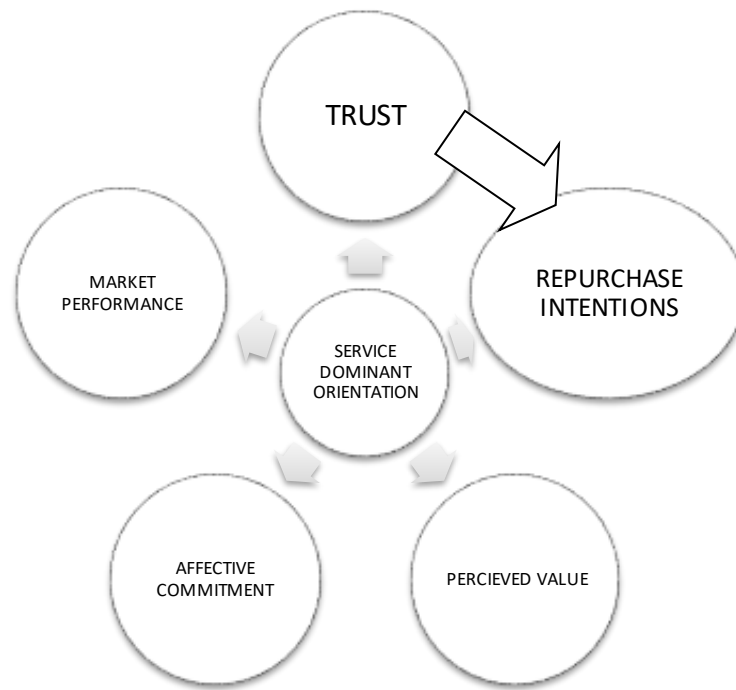 TRUST
REPURCHASE
INTENTIONS
MARKET
PERFORMANCE
SERVICE
DOMINANT
ORIENTATION
AFFECTIVE
COMMITMENT
PERCIEVED VALUE